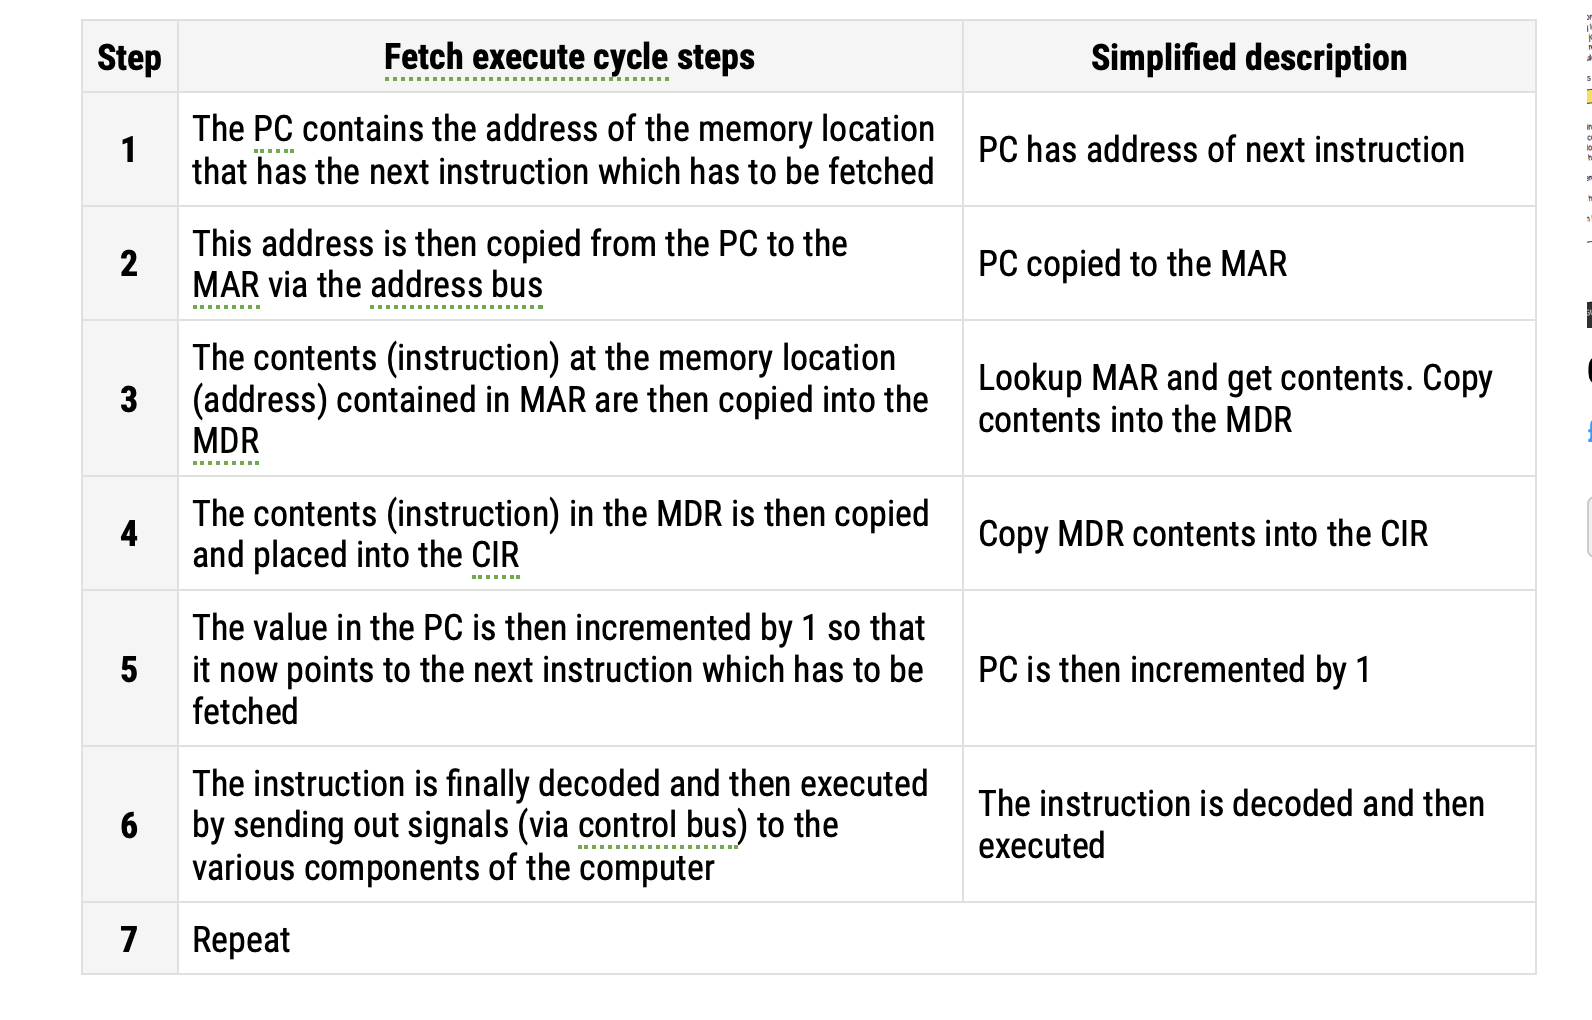 Step
Fetch execute cycle steps
Simplified description
1
The PC contains the address of the memory location
that has the next instruction which has to be fetched
PC has address of next instruction
2
This address is then copied from the PC to the
MAR via the address bus
PC copied to the MAR
3
The contents (instruction) at the memory location
(address) contained in MAR are then copied into the
MDR
Lookup MAR and get contents. Copy
contents into the MDR
4
The contents (instruction) in the MDR is then copied
and placed into the CIR
Copy MDR contents into the CIR
5
The value in the PC is then incremented by 1 so that
it now points to the next instruction which has to be
fetched
PC is then incremented by 1
6
The instruction is finally decoded and then executed
by sending out signals (via control bus) to the
various components of the computer
The instruction is decoded and then
executed
7
Repeat